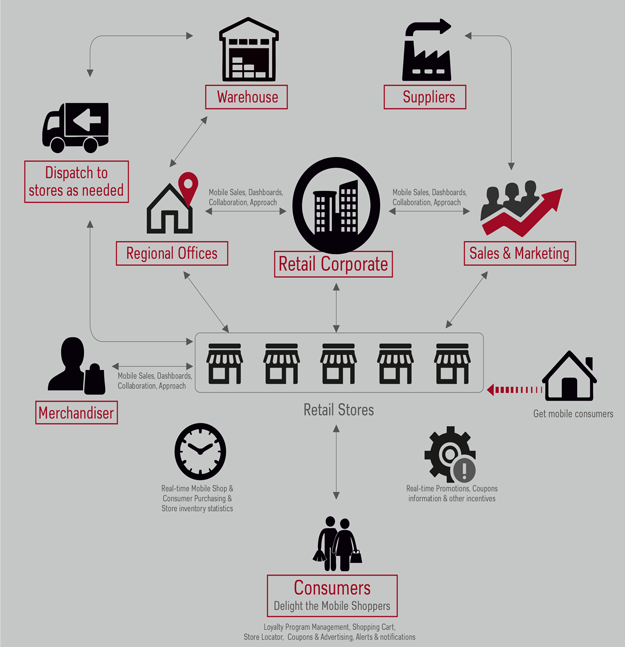 Warehouse
Suppliers
Dispatch to
stores as needed
Mobile Sales, Dashboards,
Collaboration, Approach
Mobile Sales, Dashboards,
Collaboration, Approach
Regional Offices
Retail Corporate
Sales & Marketing
Mobile Sales, Dashboards,
Collaboration, Approach
Merchandiser
Retail Stores
Get mobile consumers
Real-time Mobile Shop &
Consumer Purchasing &
Store inventory statistics
Real-time Promotions, Coupons
information & other incentives
Consumers
Delight the Mobile Shoppers
Loyalty Program Management, Shopping Cart,
Store Locator, Coupons & Advertising, Alerts & notifications